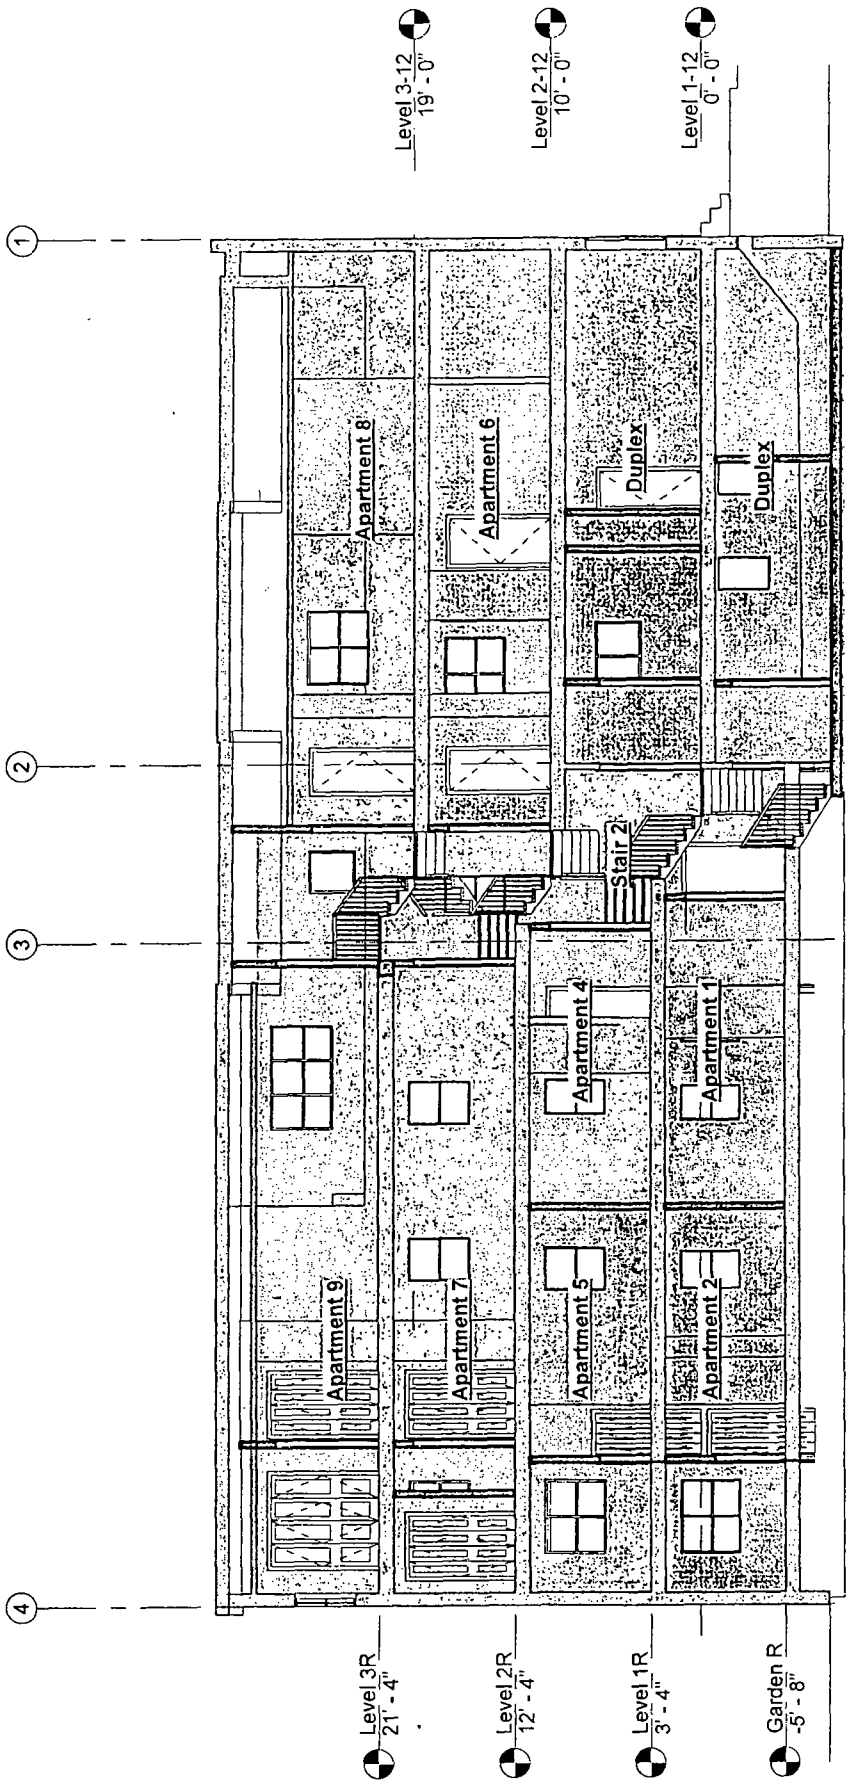 4
3
2
1
Level 3R
21' - 4"
Level 2R
12' - 4"
Level 1R
3' - 4"
Garden R
-5' - 8"
Level 3-12
19' - 0"
Level 2-12
10' - 0"
Level 1-12
0' - 0"
Apartment 9
Apartment 8
Apartment 7
Apartment 6
Apartment 5
Apartment 4
Stair 2
Duplex
Apartment 2
Apartment 1
Duplex